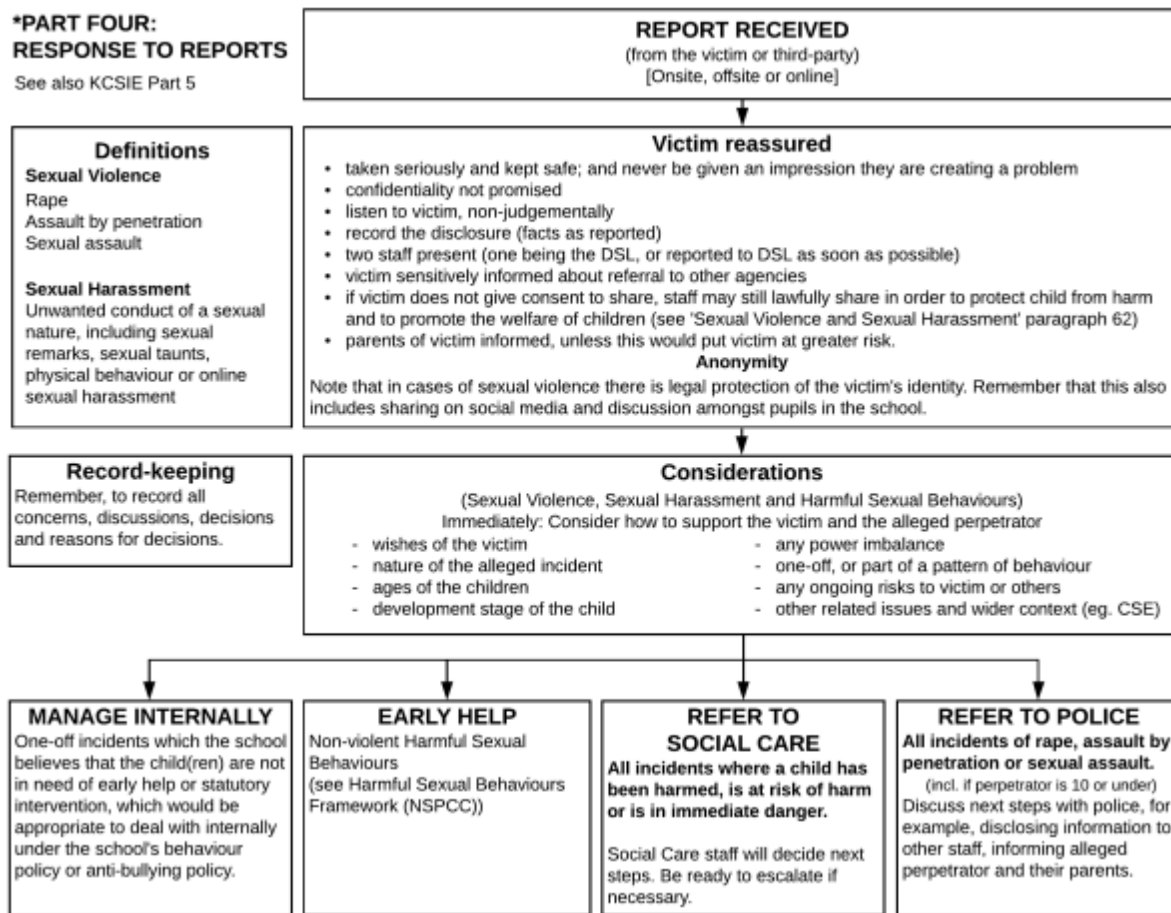 *PART FOUR:
RESPONSE TO REPORTS
See also KCSIE Part 5
REPORT RECEIVED
(from the victim or third-party)
[Onsite, offsite or online]
Definitions
Sexual Violence
Rape
Assault by penetration
Sexual assault
Sexual Harassment
Unwanted conduct of a sexual
nature, including sexual
remarks, sexual taunts,
physical behaviour or online
sexual harassment
Victim reassured
• taken seriously and kept safe; and never be given an impression they are creating a problem
• confidentiality not promised
• listen to victim, non-judgementally
• record the disclosure (facts as reported)
• two staff present (one being the DSL, or reported to DSL as soon as possible)
• victim sensitively informed about referral to other agencies
• if victim does not give consent to share, staff may still lawfully share in order to protect child from harm
and to promote the welfare of children (see 'Sexual Violence and Sexual Harassment' paragraph 62)
• parents of victim informed, unless this would put victim at greater risk.
Anonymity
Note that in cases of sexual violence there is legal protection of the victim's identity. Remember that this also
includes sharing on social media and discussion amongst pupils in the school.
Record-keeping
Remember, to record all
concerns, discussions, decisions
and reasons for decisions.
Considerations
(Sexual Violence, Sexual Harassment and Harmful Sexual Behaviours)
Immediately: Consider how to support the victim and the alleged perpetrator
- wishes of the victim
- nature of the alleged incident
- ages of the children
- development stage of the child
- any power imbalance
- one-off, or part of a pattern of behaviour
- any ongoing risks to victim or others
- other related issues and wider context (eg. CSE)
MANAGE INTERNALLY
One-off incidents which the school
believes that the child(ren) are not
in need of early help or statutory
intervention, which would be
appropriate to deal with internally
under the school's behaviour
policy or anti-bullying policy.
EARLY HELP
Non-violent Harmful Sexual
Behaviours
(see Harmful Sexual Behaviours
Framework (NSPCC))
REFER TO
SOCIAL CARE
All incidents where a child has
been harmed, is at risk of harm
or is in immediate danger.
Social Care staff will decide next
steps. Be ready to escalate if
necessary.
REFER TO POLICE
All incidents of rape, assault by
penetration or sexual assault.
(incl. if perpetrator is 10 or under)
Discuss next steps with police, for
example, disclosing information to
other staff, informing alleged
perpetrator and their parents.